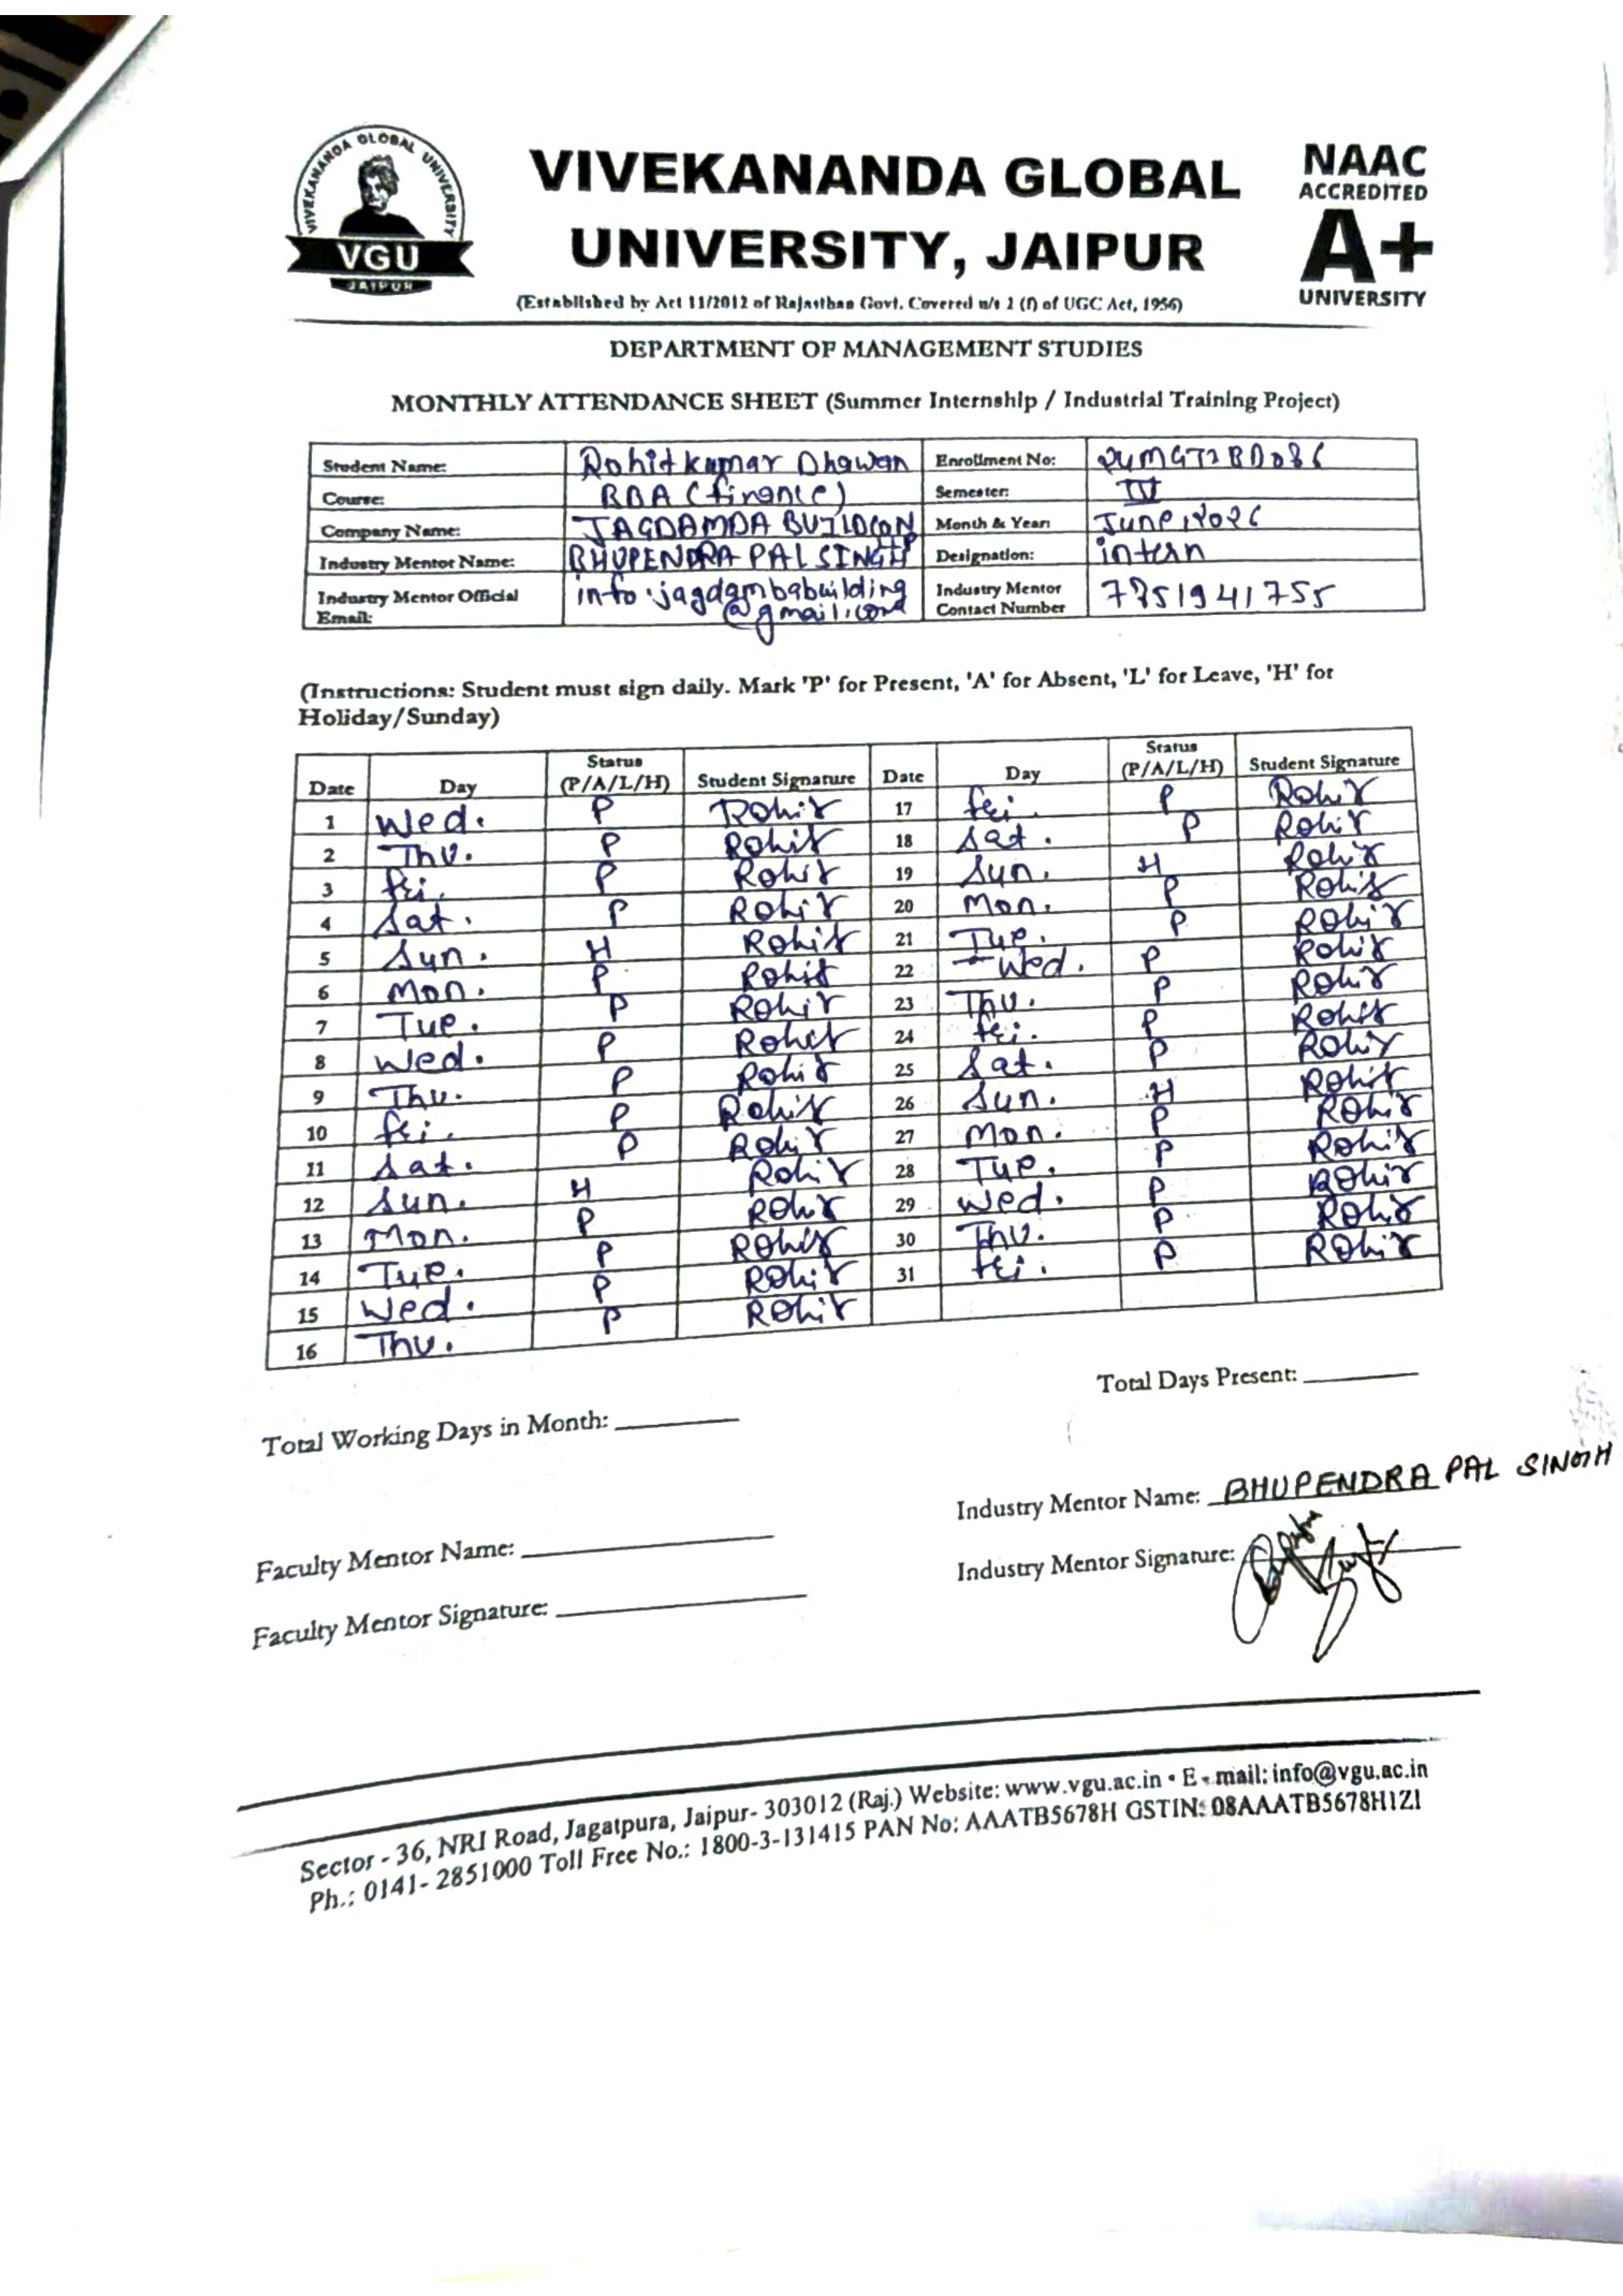 VIVEKANANDA GLOBAL UNIVERSITY
VGU
JAIPUR
VIVEKANANDA GLOBAL
UNIVERSITY, JAIPUR
(Established by Act 11/2012 of Rajasthan Govt. Covered u/s 2 (f) of UGC Act, 1956)
NAAC
ACCREDITED
A+
UNIVERSITY
DEPARTMENT OF MANAGEMENT STUDIES
MONTHLY ATTENDANCE SHEET (Summer Internship / Industrial Training Project)
Student Name: Rohit kumar Dhawan Enrollment No:
Course: BBA (finance) Semester:
Company Name: JAGDAMBA BUILDCON Month & Year: June, 2026
Industry Mentor Name: BHUPENDRA PAL SINGH Designation: intern
Industry Mentor Official Email: info.jagdambabuilding@gmail.com Industry Mentor Contact Number
(Instructions: Student must sign daily. Mark 'P' for Present, 'A' for Absent, 'L' for Leave, 'H' for
Holiday/Sunday)
Date Day Status (P/A/L/H) Student Signature Date Day Status (P/A/L/H) Student Signature
1 Wed. P Rohit 17 fri. P Rohit
2 Thu. P Rohit 18 Sat. P Rohit
3 fri. P Rohit 19 Sun. H Rohit
4 Sat. P Rohit 20 Mon. P Rohit
5 Sun. H Rohit 21 Tue. P Rohit
6 Mon. P Rohit 22 Wed. P Rohit
7 Tue. P Rohit 23 Thu. P Rohit
8 Wed. P Rohit 24 fri. P Rohit
9 Thu. P Rohit 25 Sat. P Rohit
10 fri. P Rohit 26 Sun. H Rohit
11 Sat. P Rohit 27 Mon. P Rohit
12 Sun. H Rohit 28 Tue. P Rohit
13 Mon. P Rohit 29 Wed. P Rohit
14 Tue. P Rohit 30 Thu. P Rohit
15 Wed. P Rohit 31 fri. P Rohit
16 Thu. P Rohit
Total Days Present:
Total Working Days in Month:
Industry Mentor Name: BHUPENDRA PAL SINGH
Faculty Mentor Name:
Industry Mentor Signature:
Faculty Mentor Signature:
Sector - 36, NRI Road, Jagatpura, Jaipur- 303012 (Raj.) Website: www.vgu.ac.in • E - mail: info@vgu.ac.in
Ph.: 0141- 2851000 Toll Free No.: 1800-3-131415 PAN No: AAATB5678H GSTIN: 08AAATB5678H1ZI